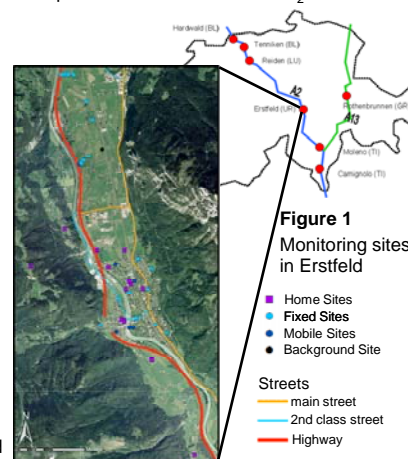 Hardwald (BL)
Tenniken (BL)
Reiden (LU)
A2
Erstfeld (UR)
Rothenbrunnen (GR)
A13
Moleno (TI)
Camignolo (TI)
Figure 1
Monitoring sites
in Erstfeld
Home Sites
Fixed Sites
Mobile Sites
Background Site
Streets
main street
2nd class street
Highway